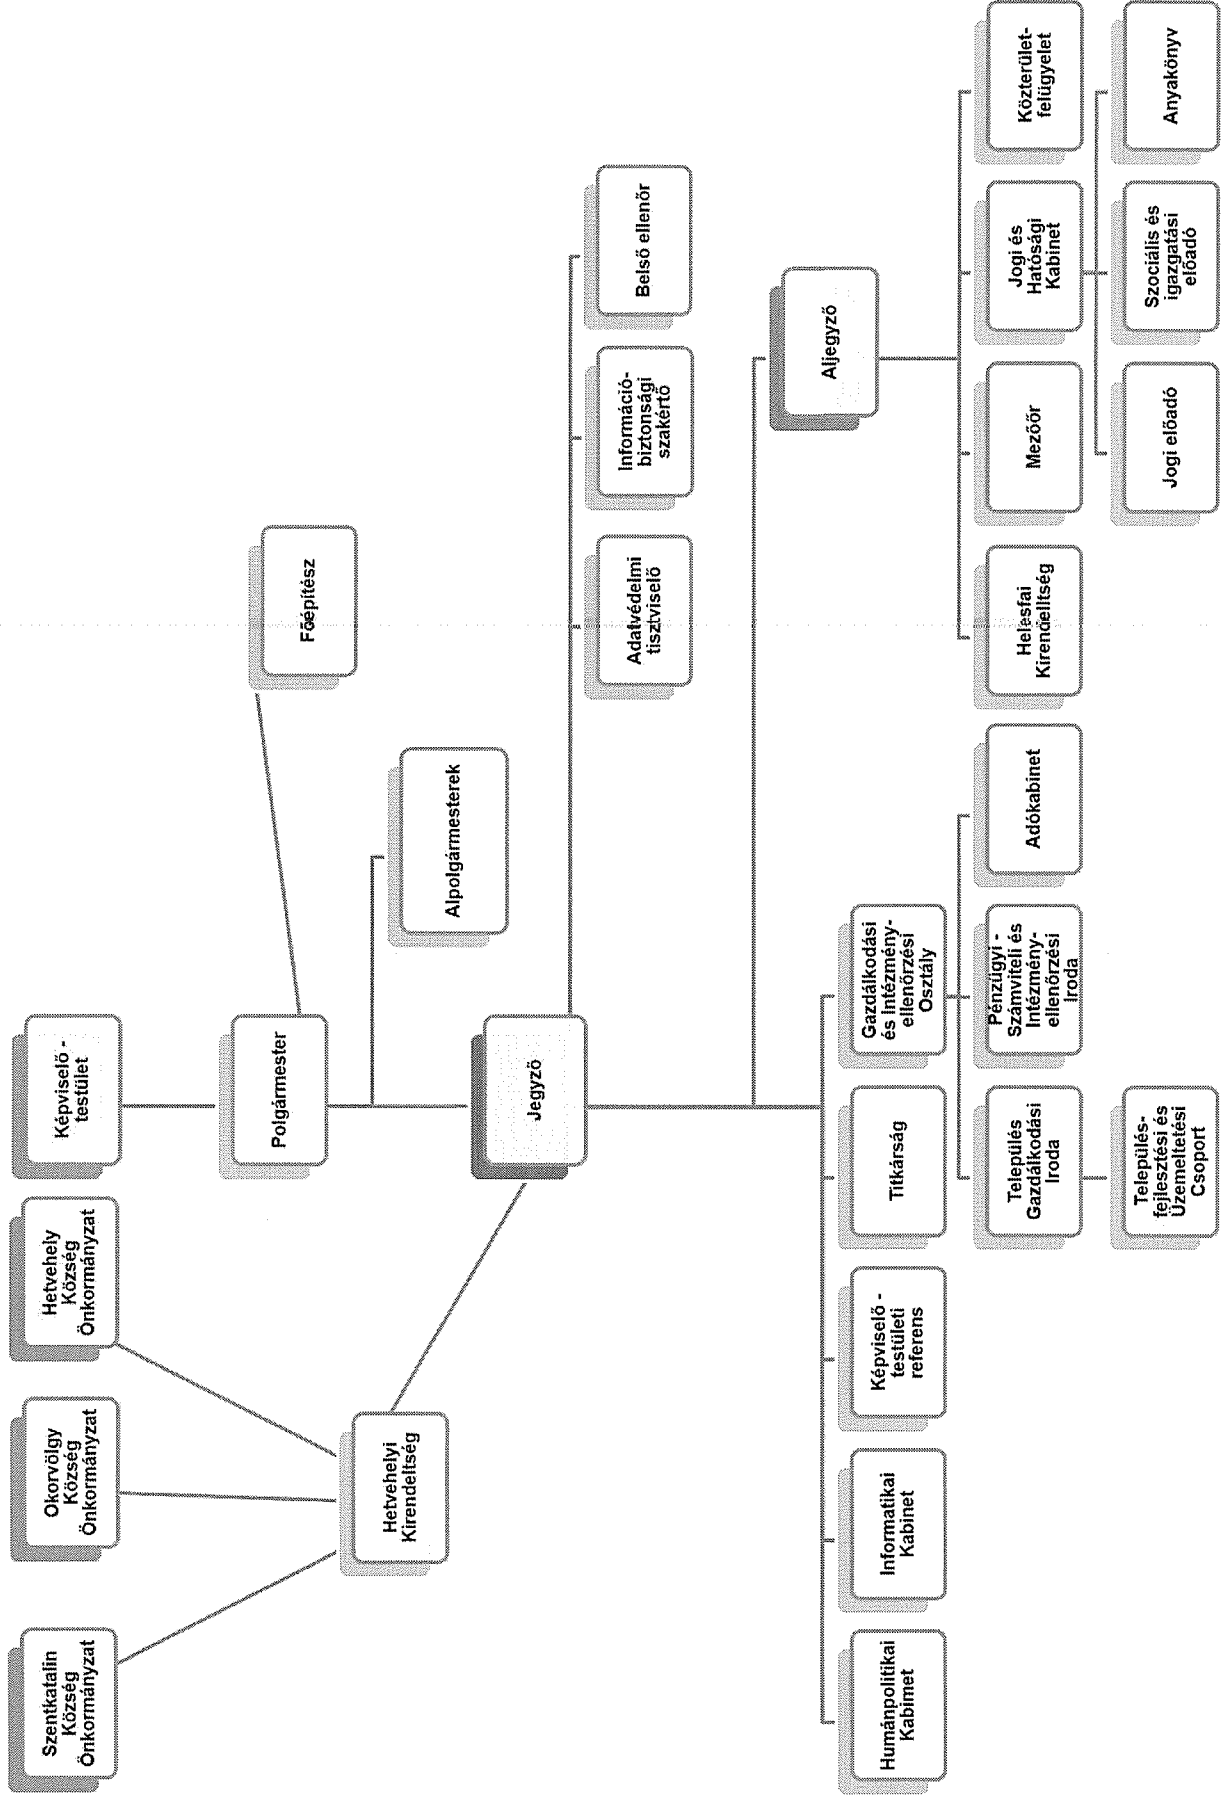 Szentkatalin
Község
Önkormányzat
Okorvölgy
Község
Önkormányzat
Hetvehely
Község
Önkormányzat
Képviselő -
testület
Polgármester
Főépítész
Hetvehelyi
Kirendeltség
Alpolgármesterek
Jegyző
Adatvédelmi
tisztviselő
Információ-
biztonsági
szakértő
Belső ellenőr
Aljegyző
Humánpolitikai
Kabimet
Informatikai
Kabinet
Képviselő -
testületi
referens
Titkárság
Gazdálkodási
és Intézmény-
ellenőrzési
Osztály
Település
Gazdálkodási
Iroda
Pénzügyi -
Számviteli és
Intézmény-
ellenőrzési
Iroda
Adókabinet
Helesfai
Kirendelltség
Mezőőr
Jogi és
Hatósági
Kabinet
Közterület-
felügyelet
Település-
fejlesztési és
Üzemeltetési
Csoport
Jogi előadó
Szociális és
igazgatási
előadó
Anyakönyv